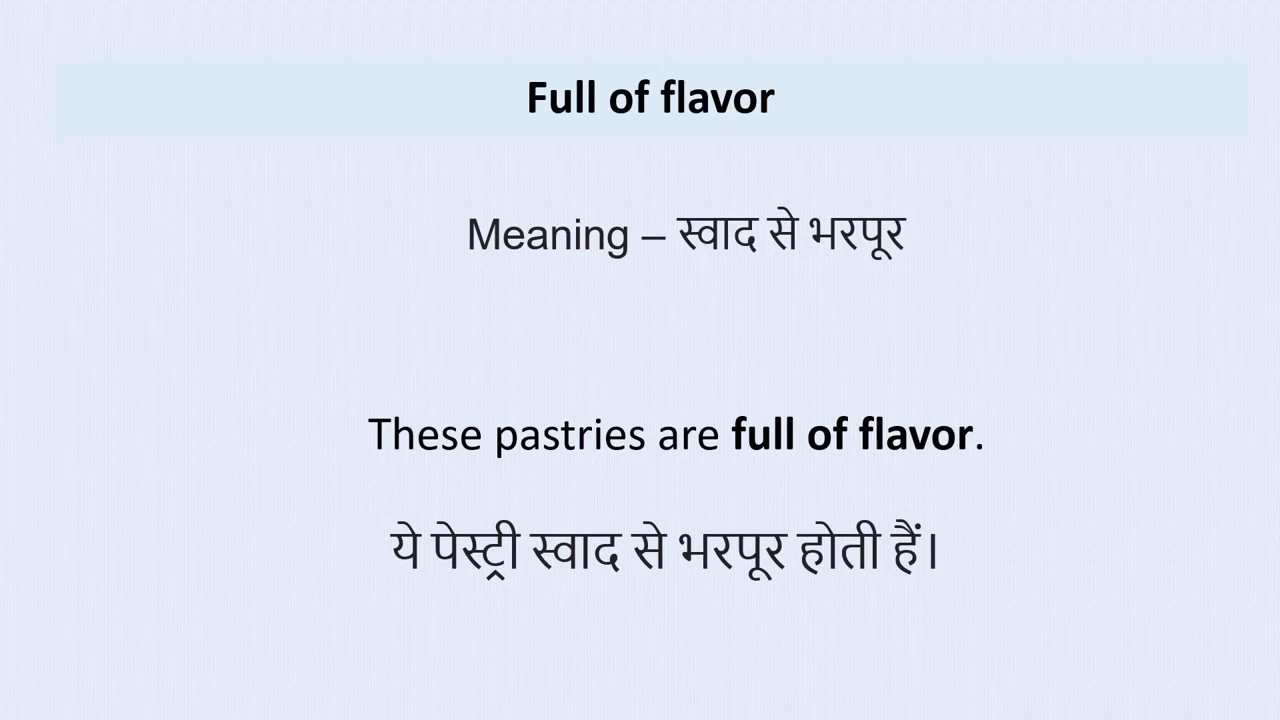 Full of flavor
Meaning – स्वाद से भरपूर
These pastries are full of flavor.
ये पेस्ट्री स्वाद से भरपूर होती हैं।